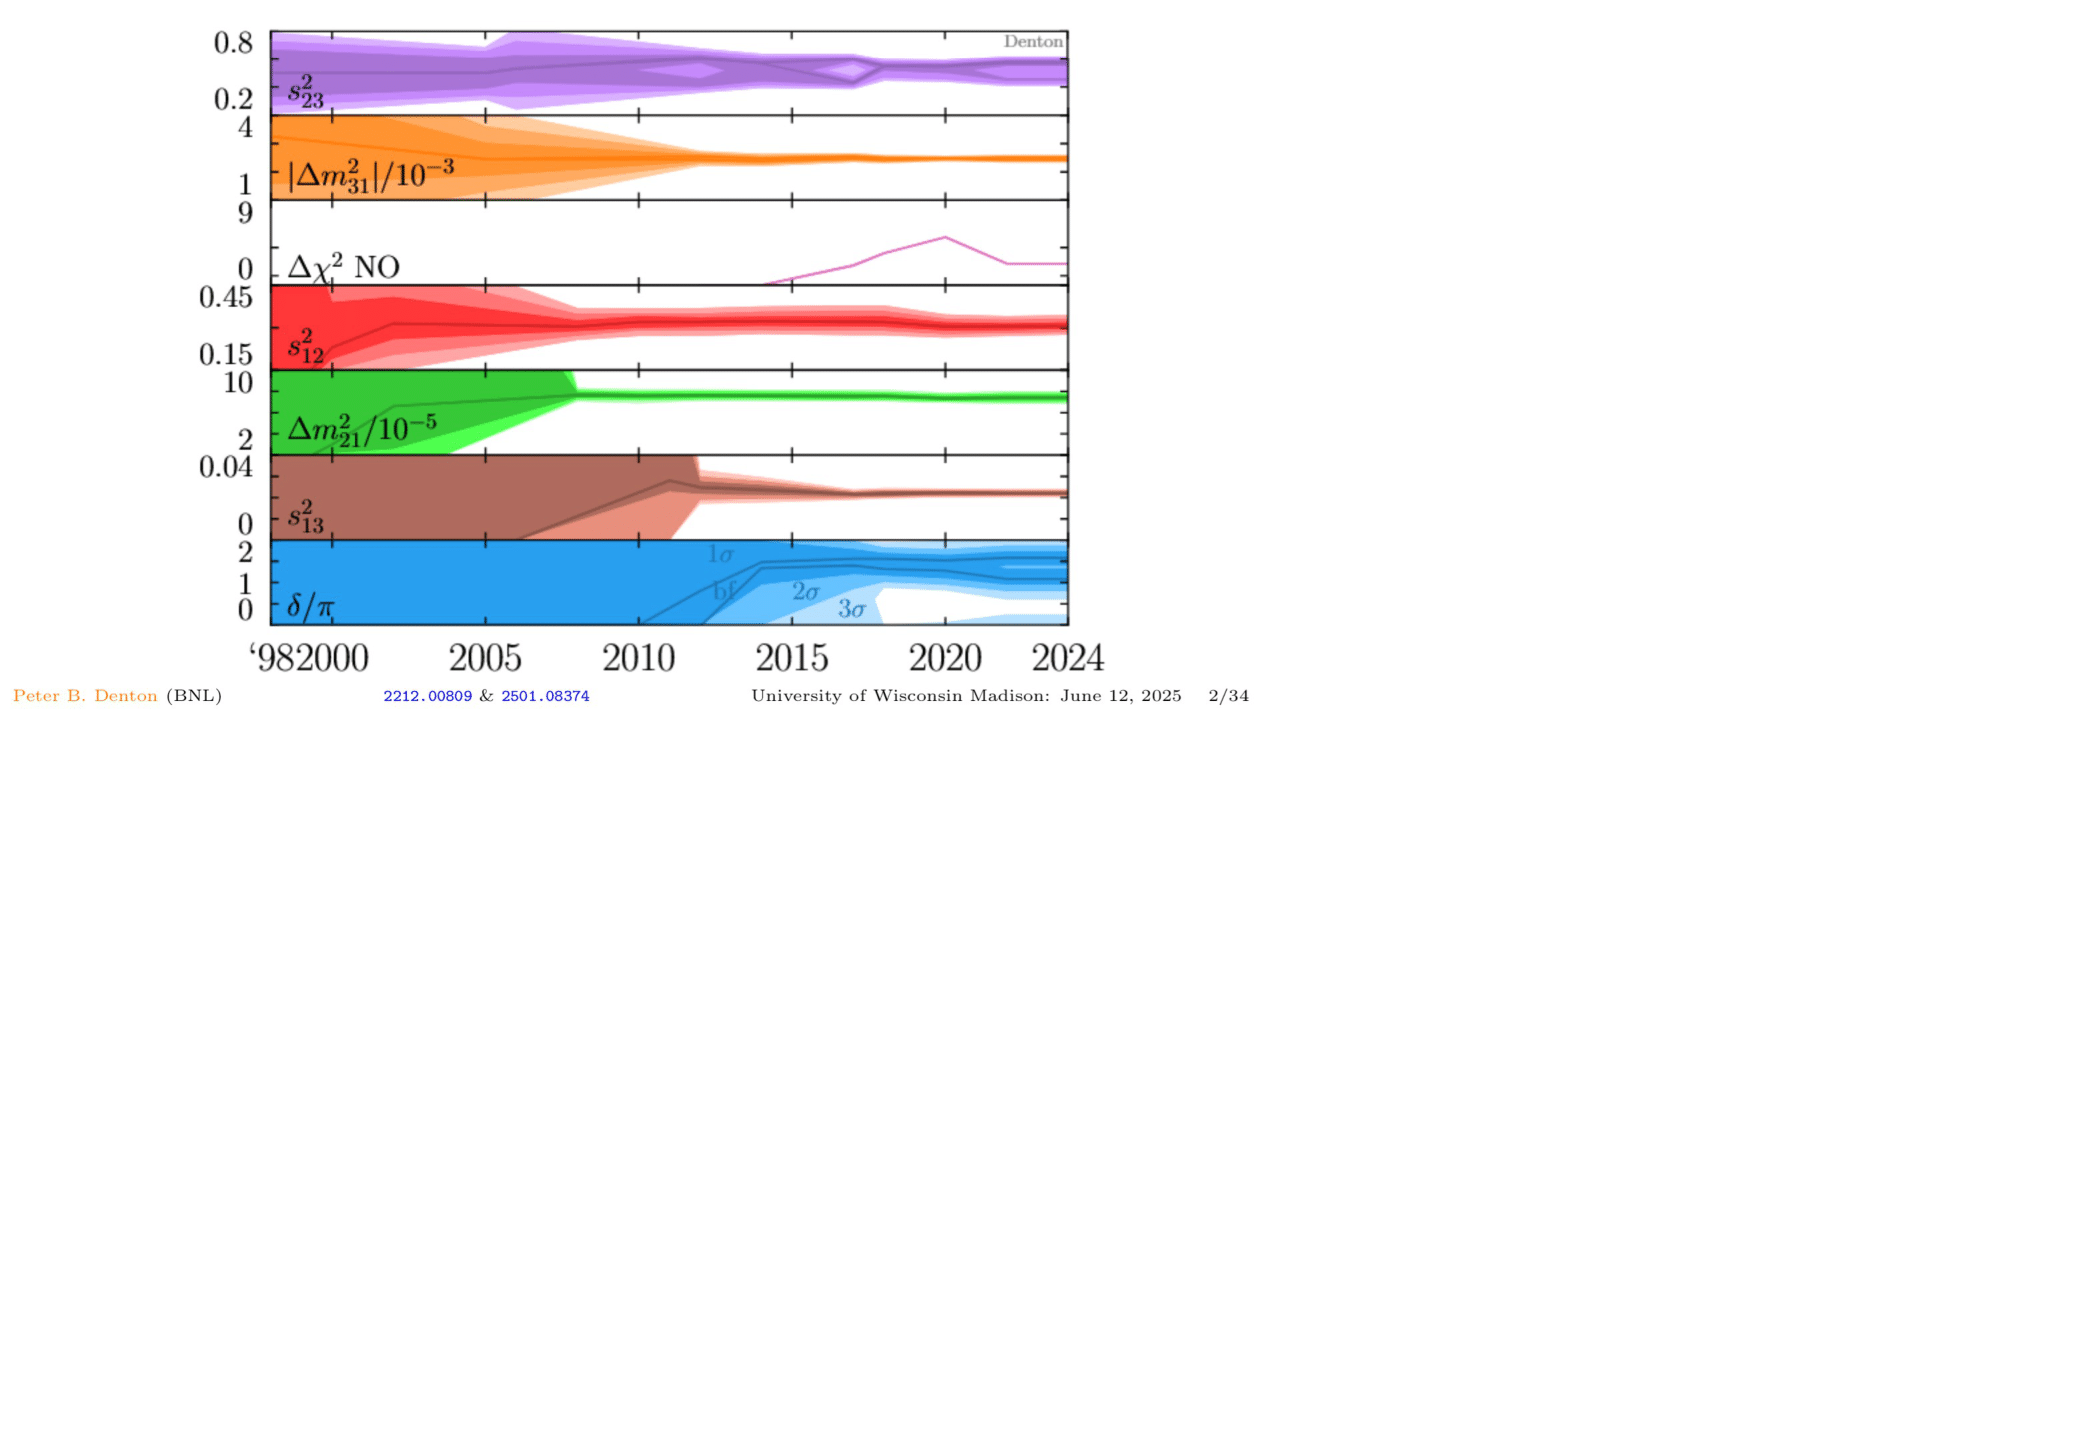 0.8
Denton
s²₂₃
0.2
4
|Δm²₃₁|/10⁻³
1
9
Δχ² NO
0
0.45
s²₁₂
0.15
10
Δm²₂₁/10⁻⁵
2
0.04
s²₁₃
0
2
1σ
1
bf 2σ
0
δ/π 3σ
‘98 2000 2005 2010 2015 2020 2024
Peter B. Denton (BNL) 2212.00809 & 2501.08374 University of Wisconsin Madison: June 12, 2025 2/34